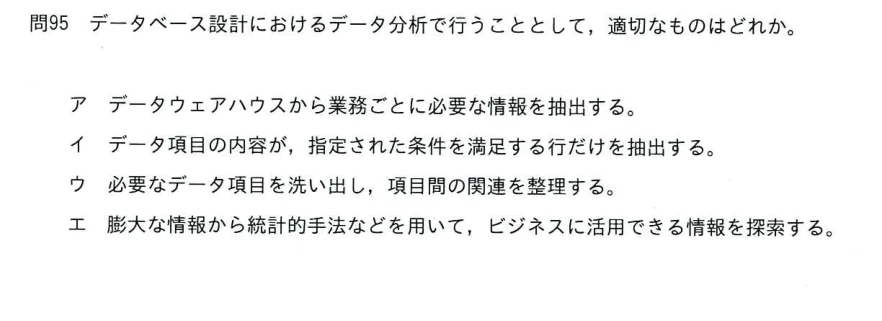 問95 データベース設計におけるデータ分析で行うこととして，適切なものはどれか。
ア データウェアハウスから業務ごとに必要な情報を抽出する。
イ データ項目の内容が，指定された条件を満足する行だけを抽出する。
ウ 必要なデータ項目を洗い出し，項目間の関連を整理する。
エ 膨大な情報から統計的手法などを用いて，ビジネスに活用できる情報を探索する。